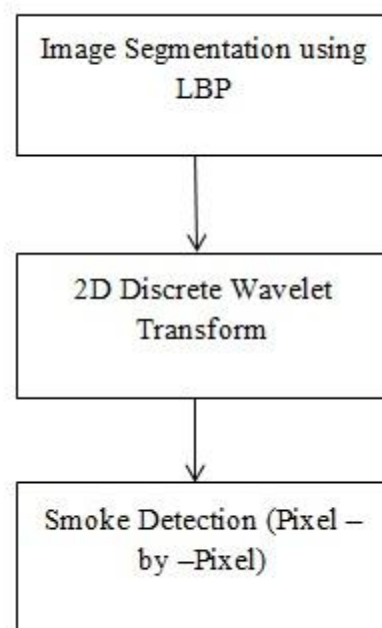 Image Segmentation using
LBP
2D Discrete Wavelet
Transform
Smoke Detection (Pixel –
by –Pixel)